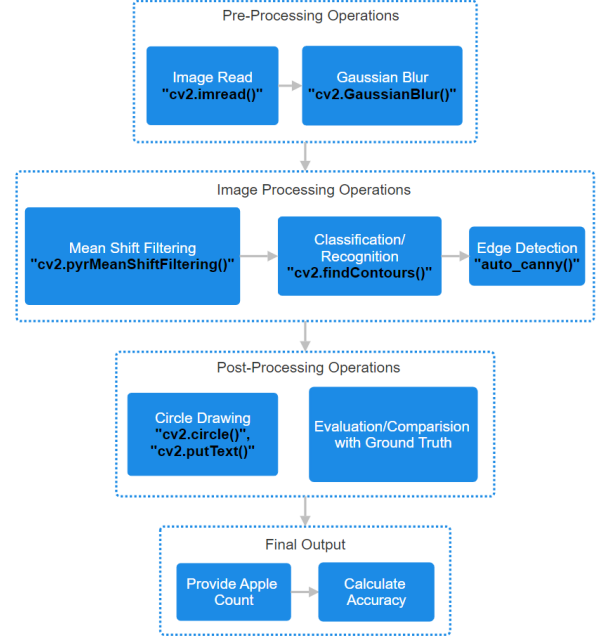 Pre-Processing Operations
Image Read
"cv2.imread()"
Gaussian Blur
"cv2.GaussianBlur()"
Image Processing Operations
Mean Shift Filtering
"cv2.pyrMeanShiftFiltering()"
Classification/
Recognition
"cv2.findContours()"
Edge Detection
"auto_canny()"
Post-Processing Operations
Circle Drawing
"cv2.circle()",
"cv2.putText()"
Evaluation/Comparision
with Ground Truth
Final Output
Provide Apple
Count
Calculate
Accuracy